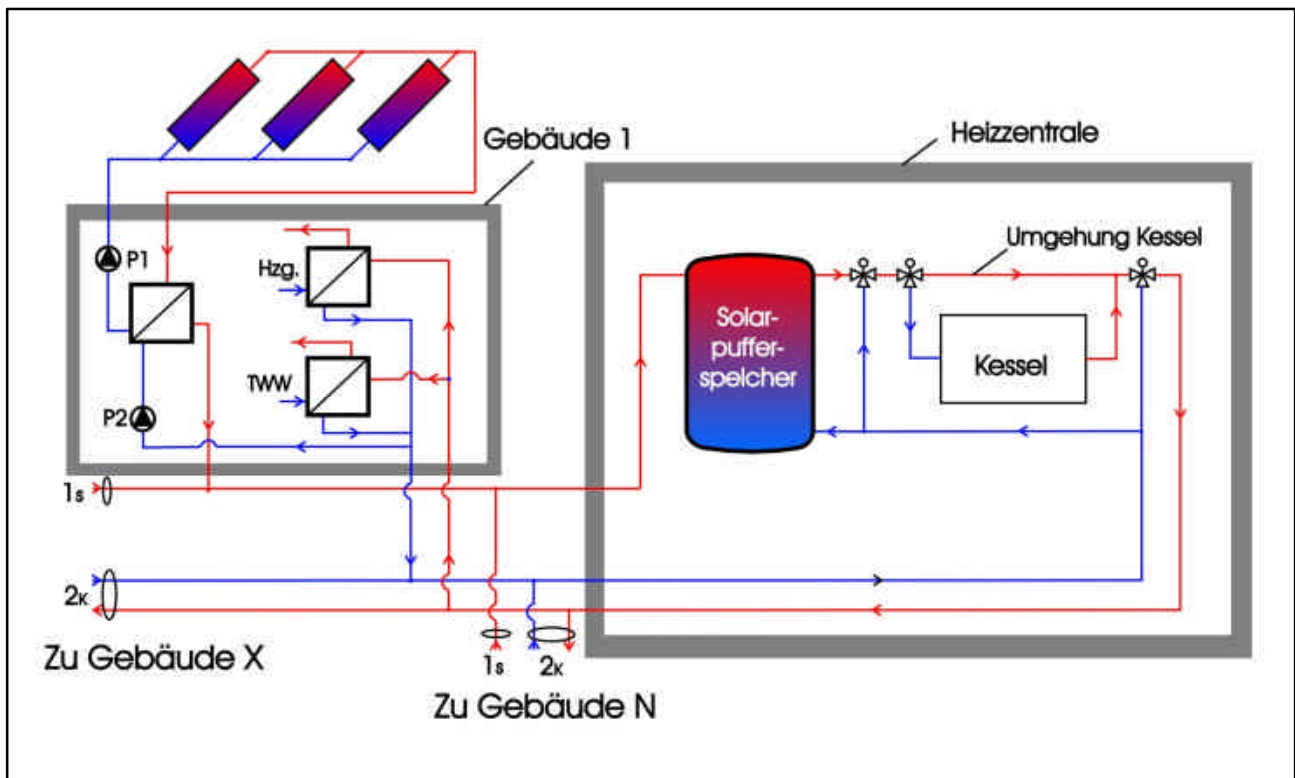 Gebäude 1
Heizzentrale
P1
Hzg.
Umgehung Kessel
Solar-
puffer-
speicher
Kessel
TWW
P2
1s
2K
Zu Gebäude X
1s
2K
Zu Gebäude N